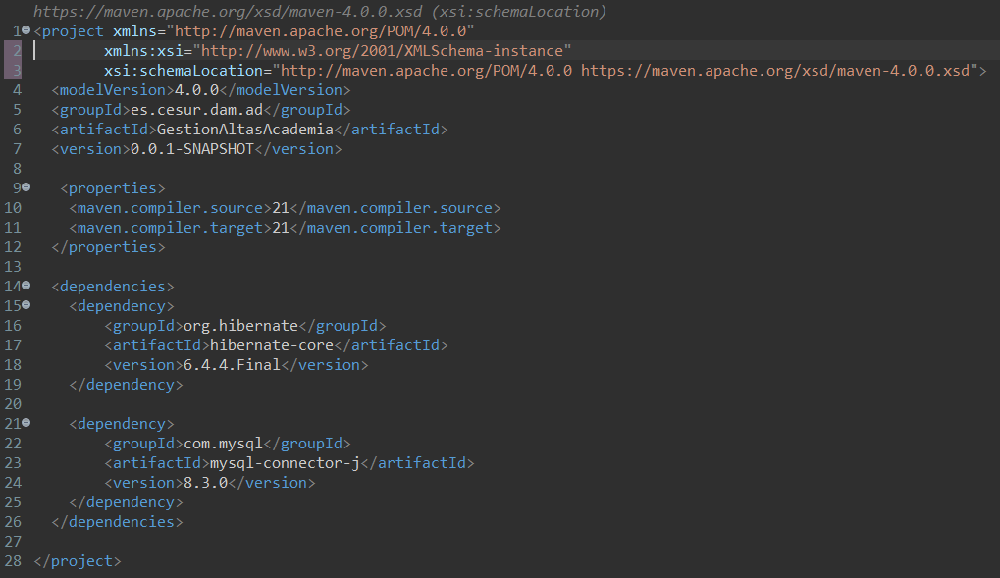 https://maven.apache.org/xsd/maven-4.0.0.xsd (xsi:schemaLocation)
1 <project xmlns="http://maven.apache.org/POM/4.0.0"
2         xmlns:xsi="http://www.w3.org/2001/XMLSchema-instance"
3         xsi:schemaLocation="http://maven.apache.org/POM/4.0.0 https://maven.apache.org/xsd/maven-4.0.0.xsd">
4   <modelVersion>4.0.0</modelVersion>
5   <groupId>es.cesur.dam.ad</groupId>
6   <artifactId>GestionAltasAcademia</artifactId>
7   <version>0.0.1-SNAPSHOT</version>
8
9    <properties>
10     <maven.compiler.source>21</maven.compiler.source>
11     <maven.compiler.target>21</maven.compiler.target>
12   </properties>
13
14   <dependencies>
15     <dependency>
16         <groupId>org.hibernate</groupId>
17         <artifactId>hibernate-core</artifactId>
18         <version>6.4.4.Final</version>
19     </dependency>
20
21     <dependency>
22         <groupId>com.mysql</groupId>
23         <artifactId>mysql-connector-j</artifactId>
24         <version>8.3.0</version>
25     </dependency>
26   </dependencies>
27
28 </project>